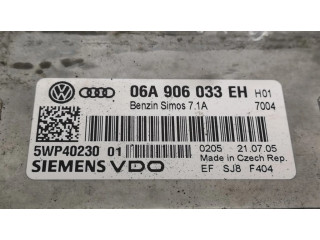 06A 906 033 EH H01
Benzin Simos 7.1A 7004
5WP40230 01
0205 21.07.05
SIEMENS VDO
Made in Czech Rep.
EF SJ8 F404